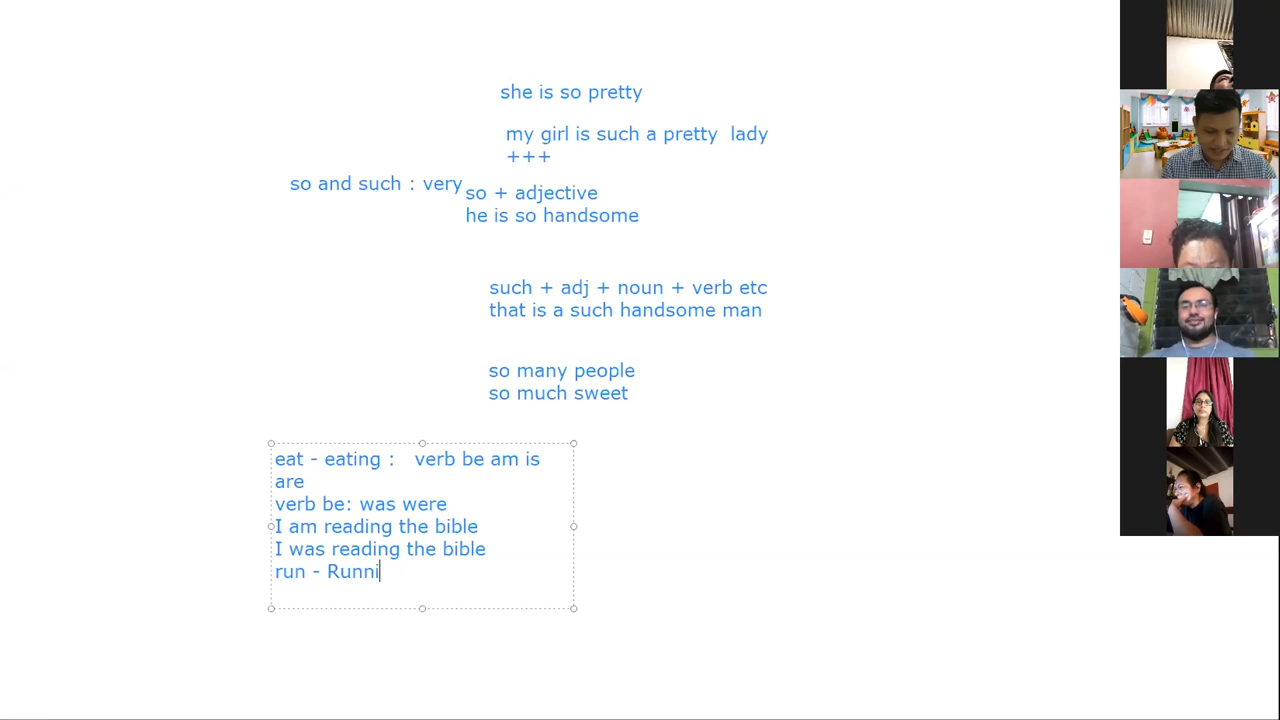 she is so pretty
my girl is such a pretty  lady
+++
so and such : very
so + adjective
he is so handsome
such + adj + noun + verb etc
that is a such handsome man
so many people
so much sweet
eat - eating :   verb be am is
are
verb be: was were
I am reading the bible
I was reading the bible
run - Runni